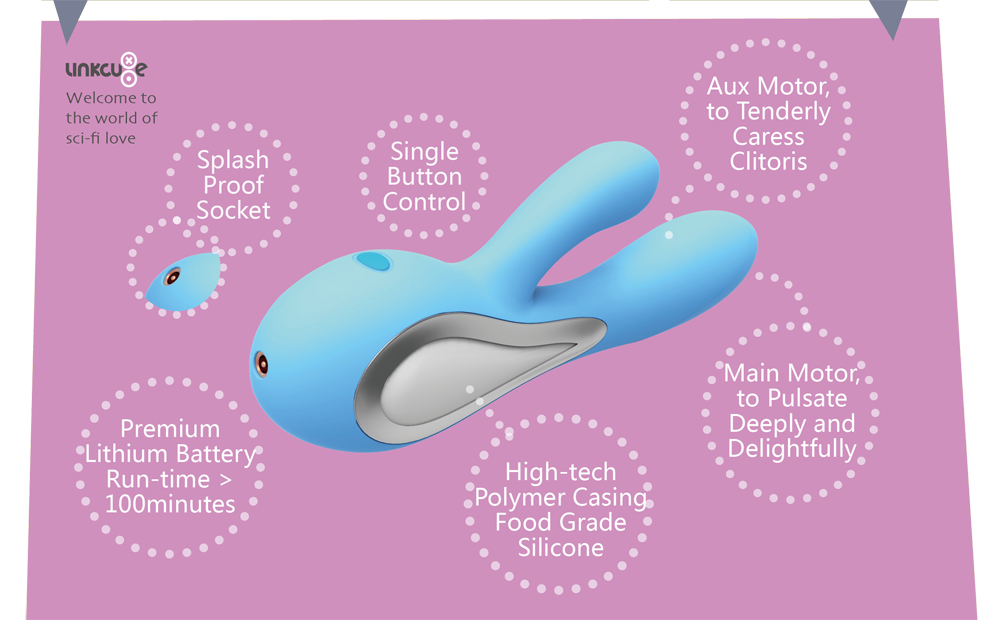 LINKCUBE
Welcome to
the world of
sci-fi love
Splash
Proof
Socket
Single
Button
Control
Aux Motor,
to Tenderly
Caress
Clitoris
Main Motor,
to Pulsate
Deeply and
Delightfully
Premium
Lithium Battery
Run-time >
100minutes
High-tech
Polymer Casing
Food Grade
Silicone